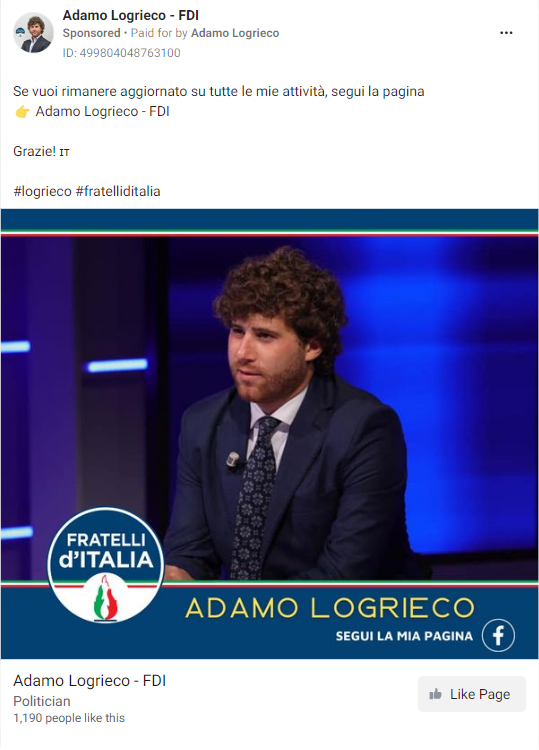 Adamo Logrieco - FDI
Sponsored • Paid for by Adamo Logrieco
ID: 499804048763100
Se vuoi rimanere aggiornato su tutte le mie attività, segui la pagina
👉 Adamo Logrieco - FDI
Grazie! IT
#logrieco #fratelliditalia
FRATELLI
d'ITALIA
ADAMO LOGRIECO
SEGUI LA MIA PAGINA
Adamo Logrieco - FDI
Politician
1,190 people like this
Like Page